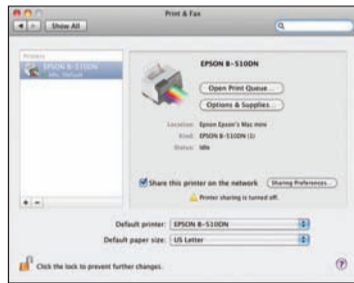 Print & Fax
Show All
Printers
EPSON B-510DN
Idle, Default
EPSON B-510DN
Open Print Queue...
Options & Supplies...
Location: Epson Epson's Mac mini
Kind: EPSON B-510DN (1)
Status: Idle
Share this printer on the network
Sharing Preferences...
Printer sharing is turned off.
Default printer: EPSON B-510DN
Default paper size: US Letter
Click the lock to prevent further changes.
?